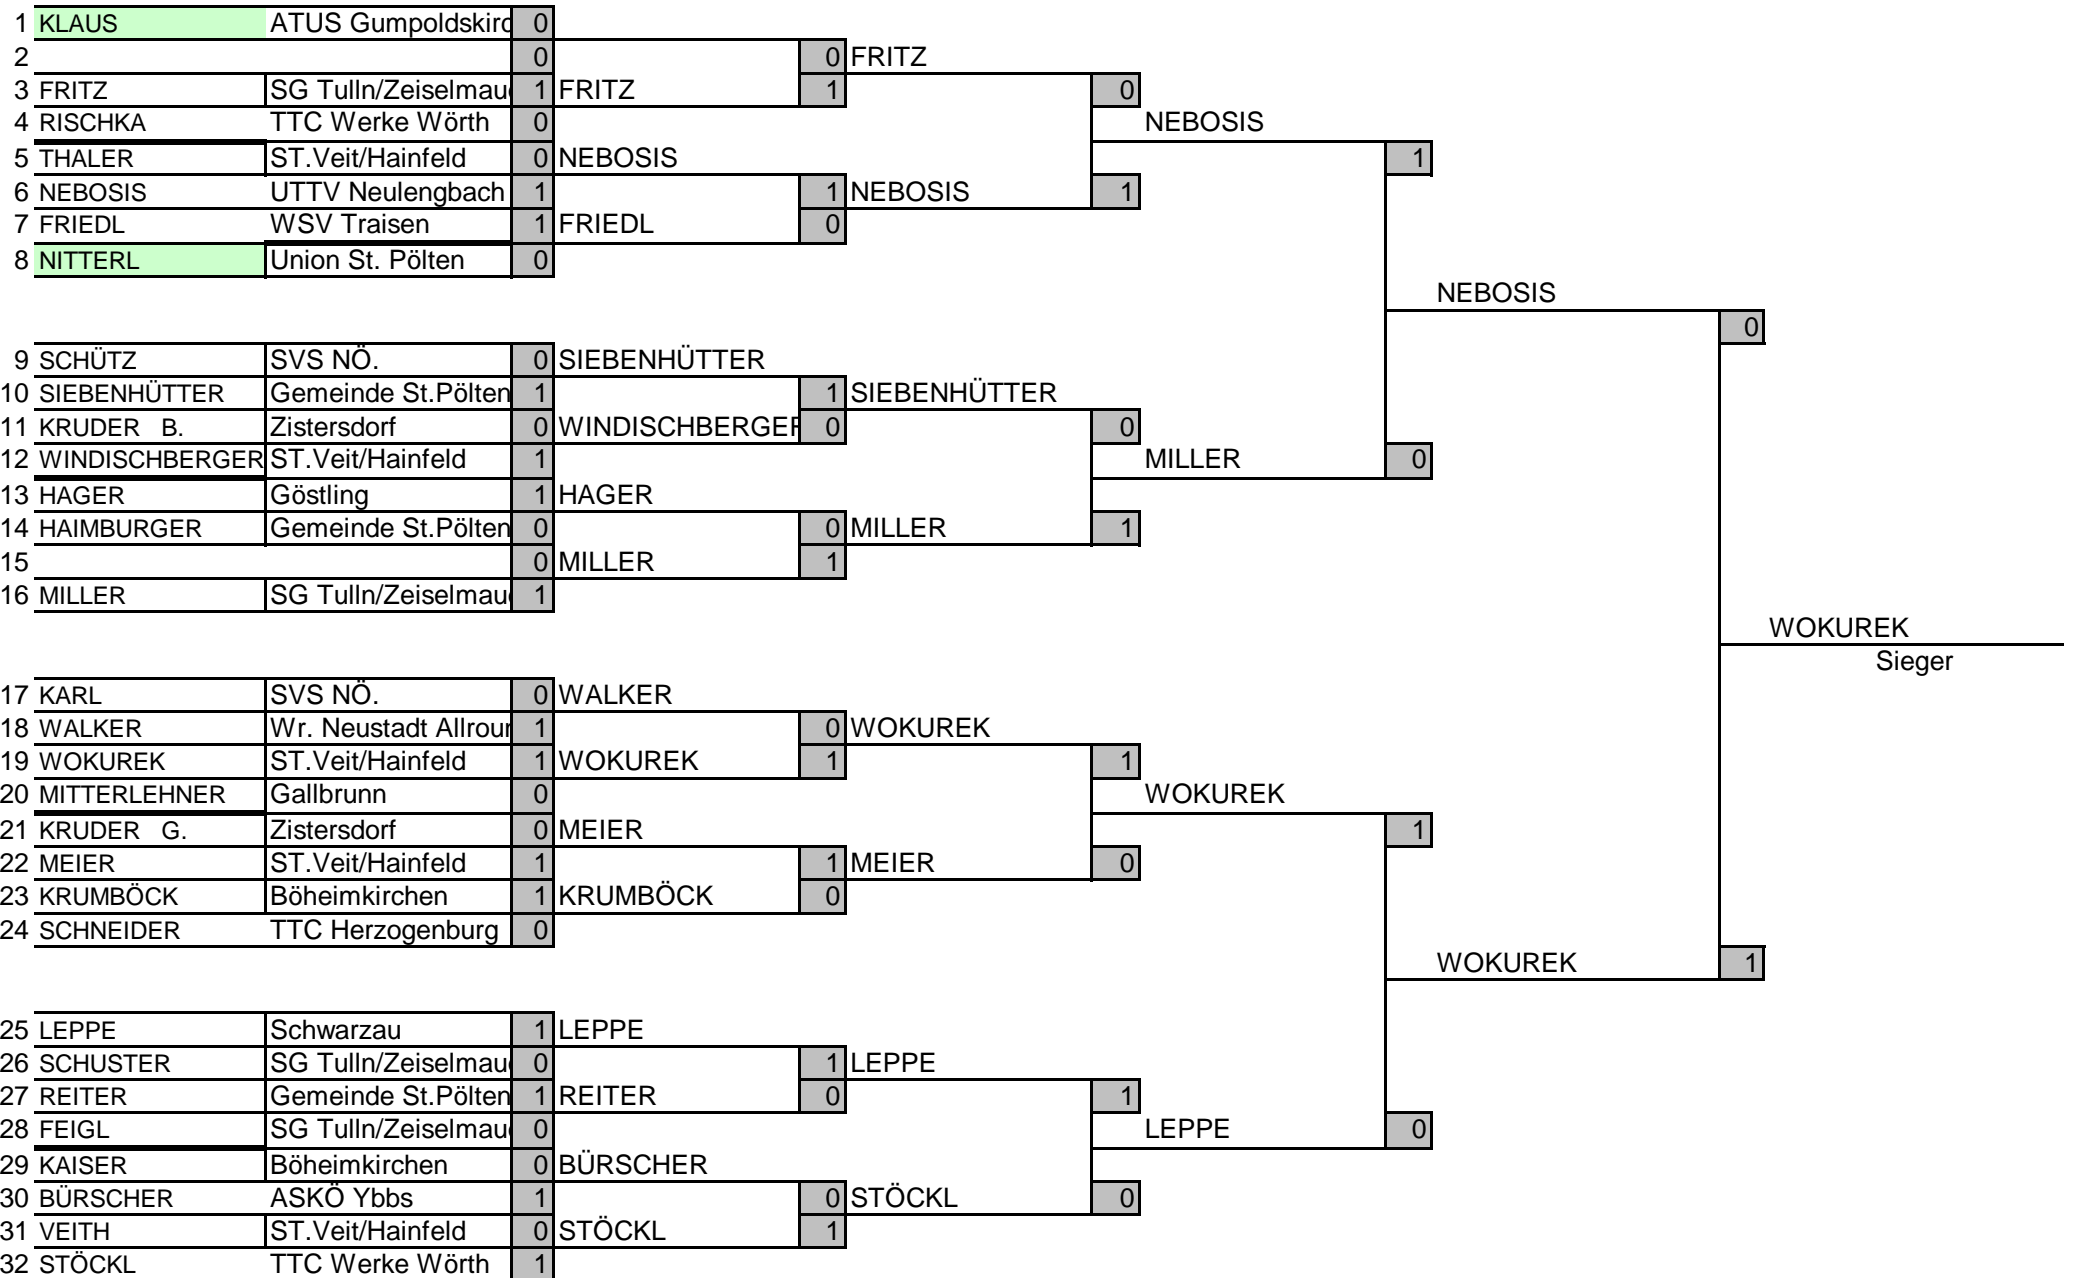 1 KLAUS ATUS Gumpoldskirc 0
2 0 0 FRITZ
3 FRITZ SG Tulln/Zeiselmau 1 FRITZ 1 0
4 RISCHKA TTC Werke Wörth 0 NEBOSIS
5 THALER ST.Veit/Hainfeld 0 NEBOSIS 1
6 NEBOSIS UTTV Neulengbach 1 1 NEBOSIS 1
7 FRIEDL WSV Traisen 1 FRIEDL 0
8 NITTERL Union St. Pölten 0
NEBOSIS
0
9 SCHÜTZ SVS NÖ. 0 SIEBENHÜTTER
10 SIEBENHÜTTER Gemeinde St.Pölten 1 1 SIEBENHÜTTER
11 KRUDER B. Zistersdorf 0 WINDISCHBERGER 0 0
12 WINDISCHBERGER ST.Veit/Hainfeld 1 MILLER 0
13 HAGER Göstling 1 HAGER
14 HAIMBURGER Gemeinde St.Pölten 0 0 MILLER 1
15 0 MILLER 1
16 MILLER SG Tulln/Zeiselmau 1
WOKUREK
Sieger
17 KARL SVS NÖ. 0 WALKER
18 WALKER Wr. Neustadt Allrour 1 0 WOKUREK
19 WOKUREK ST.Veit/Hainfeld 1 WOKUREK 1 1
20 MITTERLEHNER Gallbrunn 0 WOKUREK
21 KRUDER G. Zistersdorf 0 MEIER 1
22 MEIER ST.Veit/Hainfeld 1 1 MEIER 0
23 KRUMBÖCK Böheimkirchen 1 KRUMBÖCK 0
24 SCHNEIDER TTC Herzogenburg 0
WOKUREK 1
25 LEPPE Schwarzau 1 LEPPE
26 SCHUSTER SG Tulln/Zeiselmau 0 1 LEPPE
27 REITER Gemeinde St.Pölten 1 REITER 0 1
28 FEIGL SG Tulln/Zeiselmau 0 LEPPE 0
29 KAISER Böheimkirchen 0 BÜRSCHER
30 BÜRSCHER ASKÖ Ybbs 1 0 STÖCKL 0
31 VEITH ST.Veit/Hainfeld 0 STÖCKL 1
32 STÖCKL TTC Werke Wörth 1